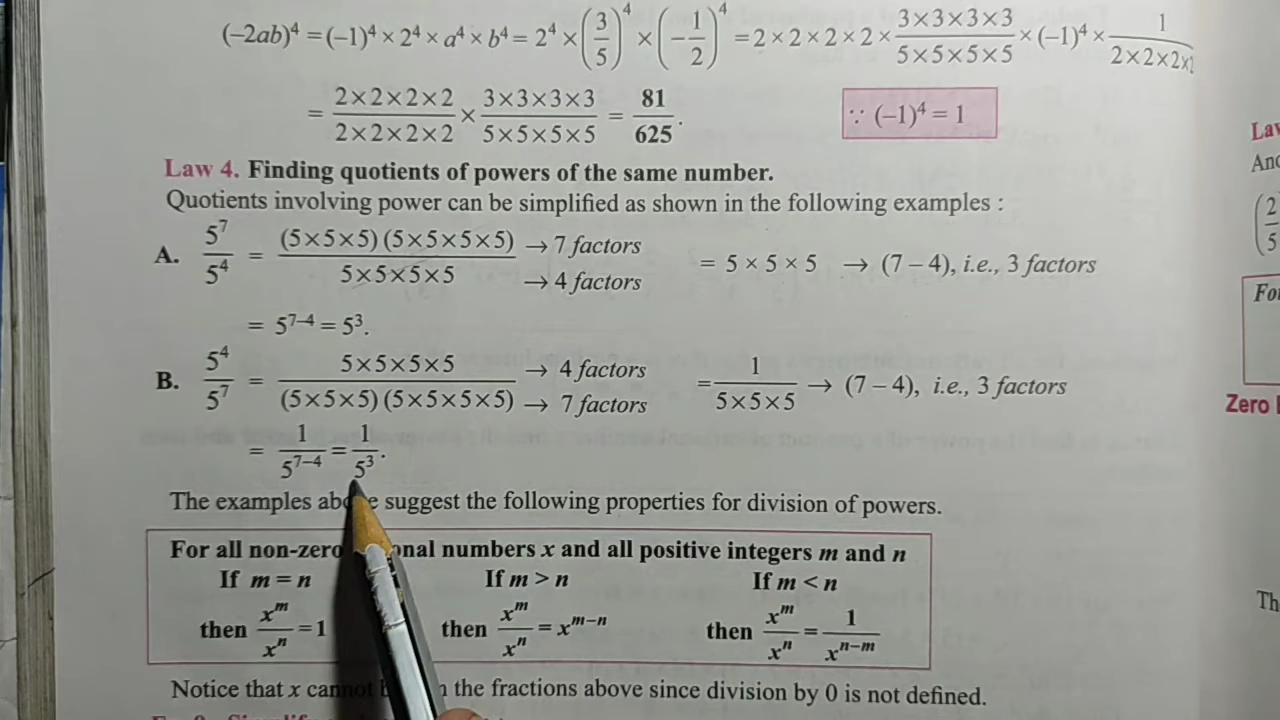 (–2ab)⁴ = (–1)⁴ × 2⁴ × a⁴ × b⁴ = 2⁴ × (3/5)⁴ × (–1/2)⁴ = 2 × 2 × 2 × 2 × (3×3×3×3)/(5×5×5×5) × (–1)⁴ × 1/(2×2×2×2)
= (2×2×2×2)/(2×2×2×2) × (3×3×3×3)/(5×5×5×5) = 81/625.
∵ (–1)⁴ = 1
Law 4. Finding quotients of powers of the same number.
Quotients involving power can be simplified as shown in the following examples :
A. 5⁷/5⁴ = (5×5×5)(5×5×5×5)/(5×5×5×5) → 7 factors → 4 factors = 5 × 5 × 5 → (7 – 4), i.e., 3 factors
= 5⁷⁻⁴ = 5³.
B. 5⁴/5⁷ = (5×5×5×5)/(5×5×5)(5×5×5×5) → 4 factors → 7 factors = 1/(5×5×5) → (7 – 4), i.e., 3 factors
= 1/5⁷⁻⁴ = 1/5³.
The examples above suggest the following properties for division of powers.
For all non-zero numbers x and all positive integers m and n
If m = n If m > n If m < n
then xᵐ/xⁿ = 1 then xᵐ/xⁿ = xᵐ⁻ⁿ then xᵐ/xⁿ = 1/xⁿ⁻ᵐ
Notice that x the fractions above since division by 0 is not defined.
(2/5
Zero
Th